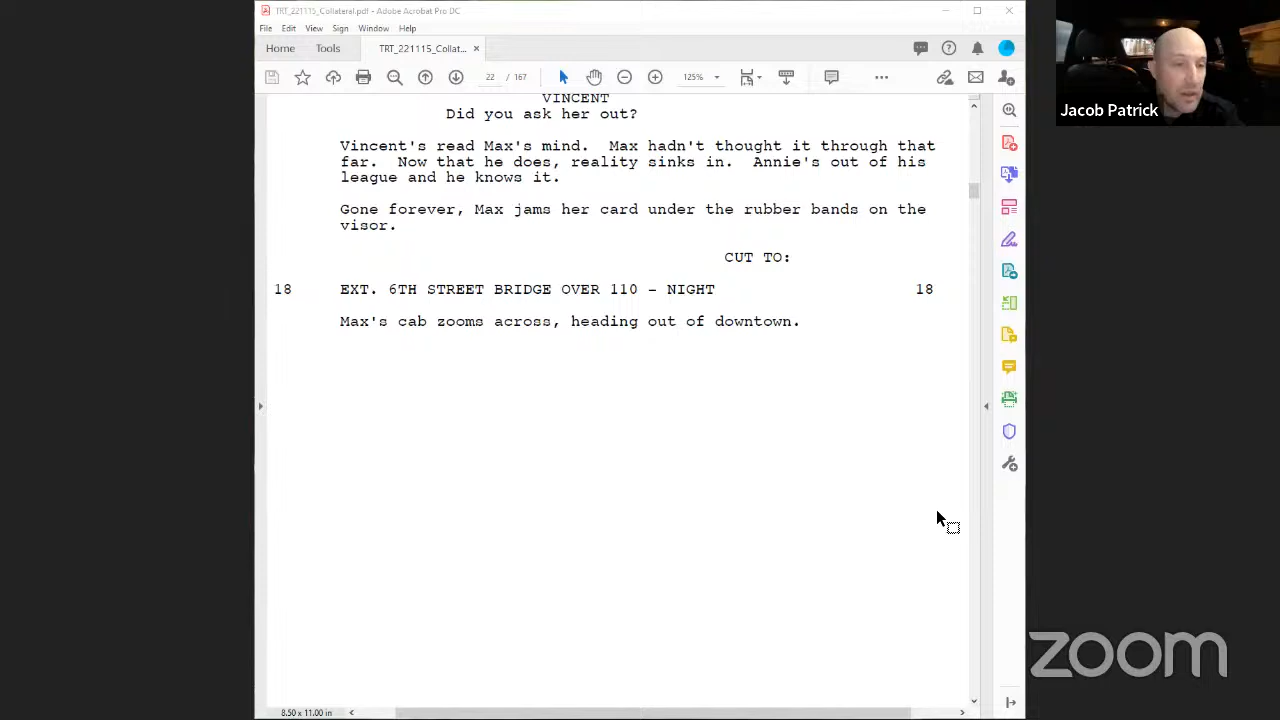 TRT_221115_Collateral.pdf - Adobe Acrobat Pro DC
File Edit View Sign Window Help
Home Tools TRT_221115_Collat... ×
22 / 167 125%
VINCENT
Did you ask her out?
Vincent's read Max's mind. Max hadn't thought it through that
far. Now that he does, reality sinks in. Annie's out of his
league and he knows it.
Gone forever, Max jams her card under the rubber bands on the
visor.
CUT TO:
18 EXT. 6TH STREET BRIDGE OVER 110 - NIGHT 18
Max's cab zooms across, heading out of downtown.
8.50 x 11.00 in
Jacob Patrick
zoom